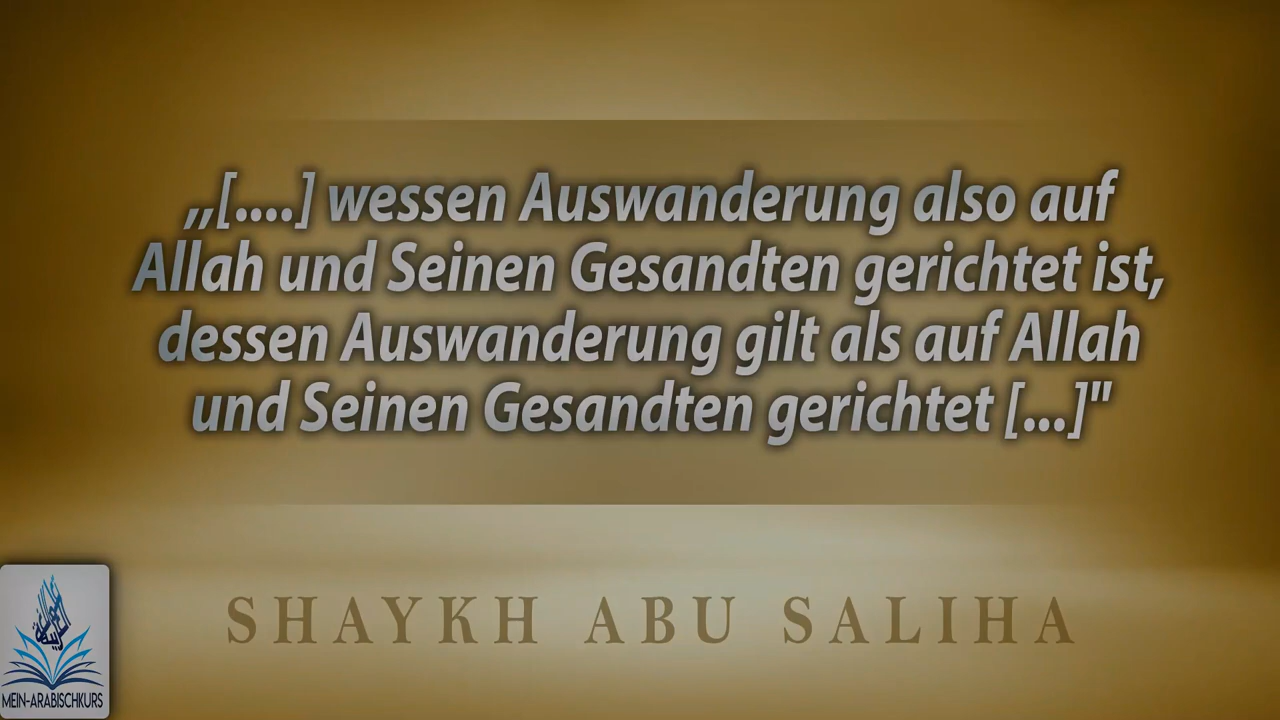 „[....] wessen Auswanderung also auf
Allah und Seinen Gesandten gerichtet ist,
dessen Auswanderung gilt als auf Allah
und Seinen Gesandten gerichtet [...]"
SHAYKH ABU SALIHA
MEIN-ARABISCHKURS